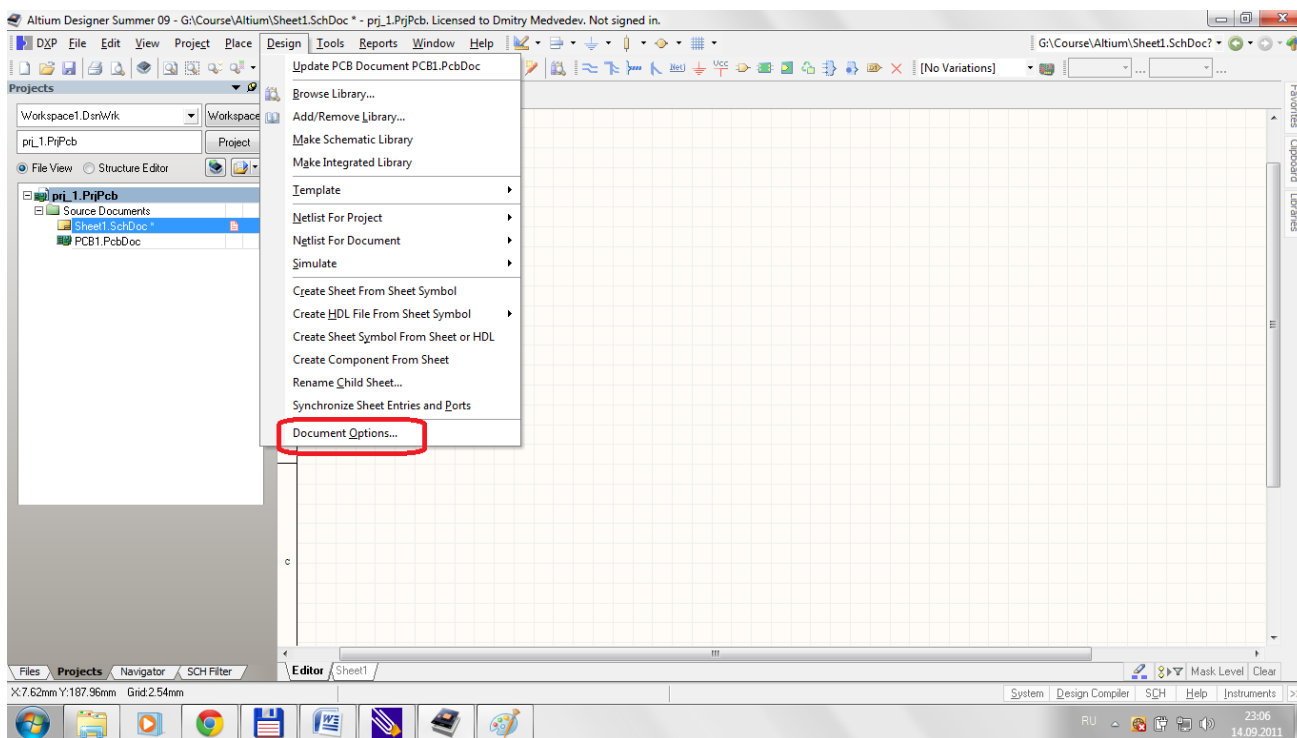 Altium Designer Summer 09 - G:\Course\Altium\Sheet1.SchDoc * - prj_1.PrjPcb. Licensed to Dmitry Medvedev. Not signed in.
DXP File Edit View Project Place Design Tools Reports Window Help
G:\Course\Altium\Sheet1.SchDoc?
[No Variations]
Projects
Workspace1.DsnWrk
Workspace
prj_1.PrjPcb
Project
File View
Structure Editor
prj_1.PrjPcb
Source Documents
Sheet1.SchDoc *
PCB1.PcbDoc
Update PCB Document PCB1.PcbDoc
Browse Library...
Add/Remove Library...
Make Schematic Library
Make Integrated Library
Template
Netlist For Project
Netlist For Document
Simulate
Create Sheet From Sheet Symbol
Create HDL File From Sheet Symbol
Create Sheet Symbol From Sheet or HDL
Create Component From Sheet
Rename Child Sheet...
Synchronize Sheet Entries and Ports
Document Options...
Favorites
Clipboard
Libraries
C
Files Projects Navigator SCH Filter
Editor Sheet1
Mask Level Clear
X:7.62mm Y:187.96mm Grid:2.54mm
System Design Compiler SCH Help Instruments >>
RU
23:06
14.09.2011